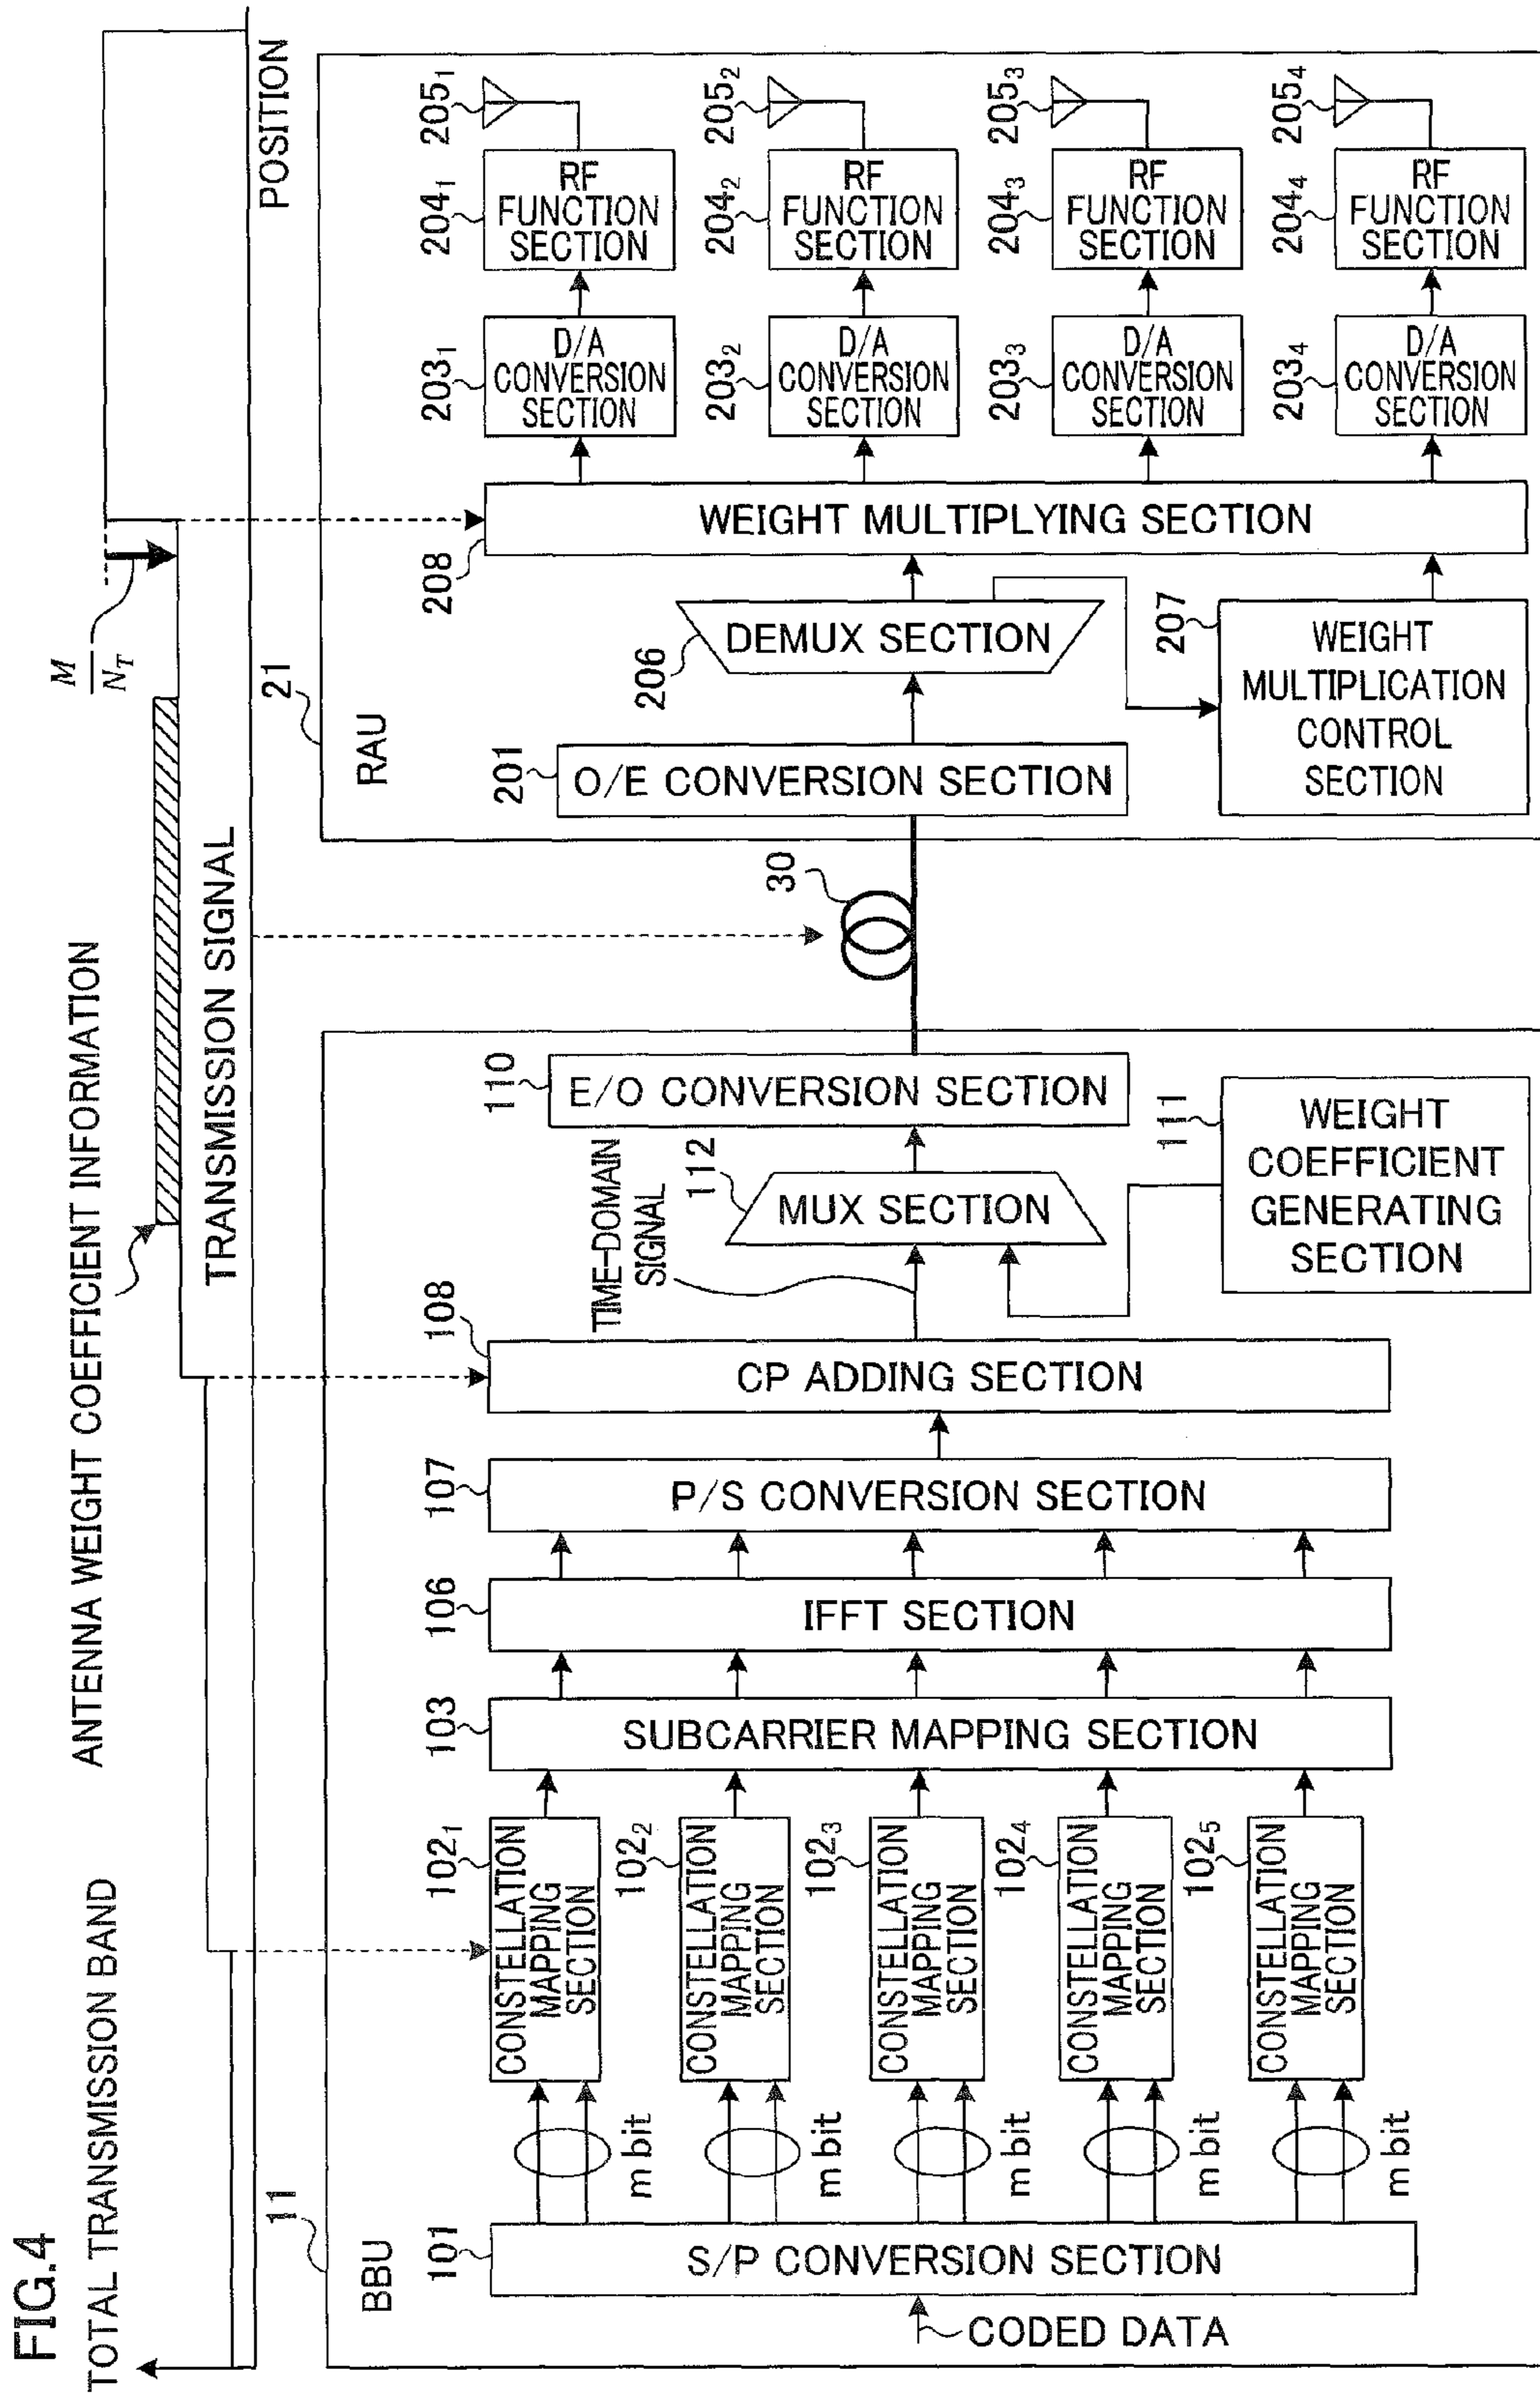 FIG.4
TOTAL TRANSMISSION BAND
ANTENNA WEIGHT COEFFICIENT INFORMATION
TRANSMISSION SIGNAL
M
N_T
POSITION
11
BBU
CODED DATA
101
S/P CONVERSION SECTION
m bit
m bit
m bit
m bit
m bit
102₁
CONSTELLATION
MAPPING
SECTION
102₂
CONSTELLATION
MAPPING
SECTION
102₃
CONSTELLATION
MAPPING
SECTION
102₄
CONSTELLATION
MAPPING
SECTION
102₅
CONSTELLATION
MAPPING
SECTION
103
SUBCARRIER MAPPING SECTION
106
IFFT SECTION
107
P/S CONVERSION SECTION
108
CP ADDING SECTION
TIME-DOMAIN
SIGNAL
112
MUX SECTION
111
WEIGHT
COEFFICIENT
GENERATING
SECTION
110
E/O CONVERSION SECTION
30
21
RAU
201
O/E CONVERSION SECTION
206
DEMUX SECTION
207
WEIGHT
MULTIPLICATION
CONTROL
SECTION
208
WEIGHT MULTIPLYING SECTION
203₁
D/A
CONVERSION
SECTION
203₂
D/A
CONVERSION
SECTION
203₃
D/A
CONVERSION
SECTION
203₄
D/A
CONVERSION
SECTION
204₁
RF
FUNCTION
SECTION
204₂
RF
FUNCTION
SECTION
204₃
RF
FUNCTION
SECTION
204₄
RF
FUNCTION
SECTION
205₁
205₂
205₃
205₄